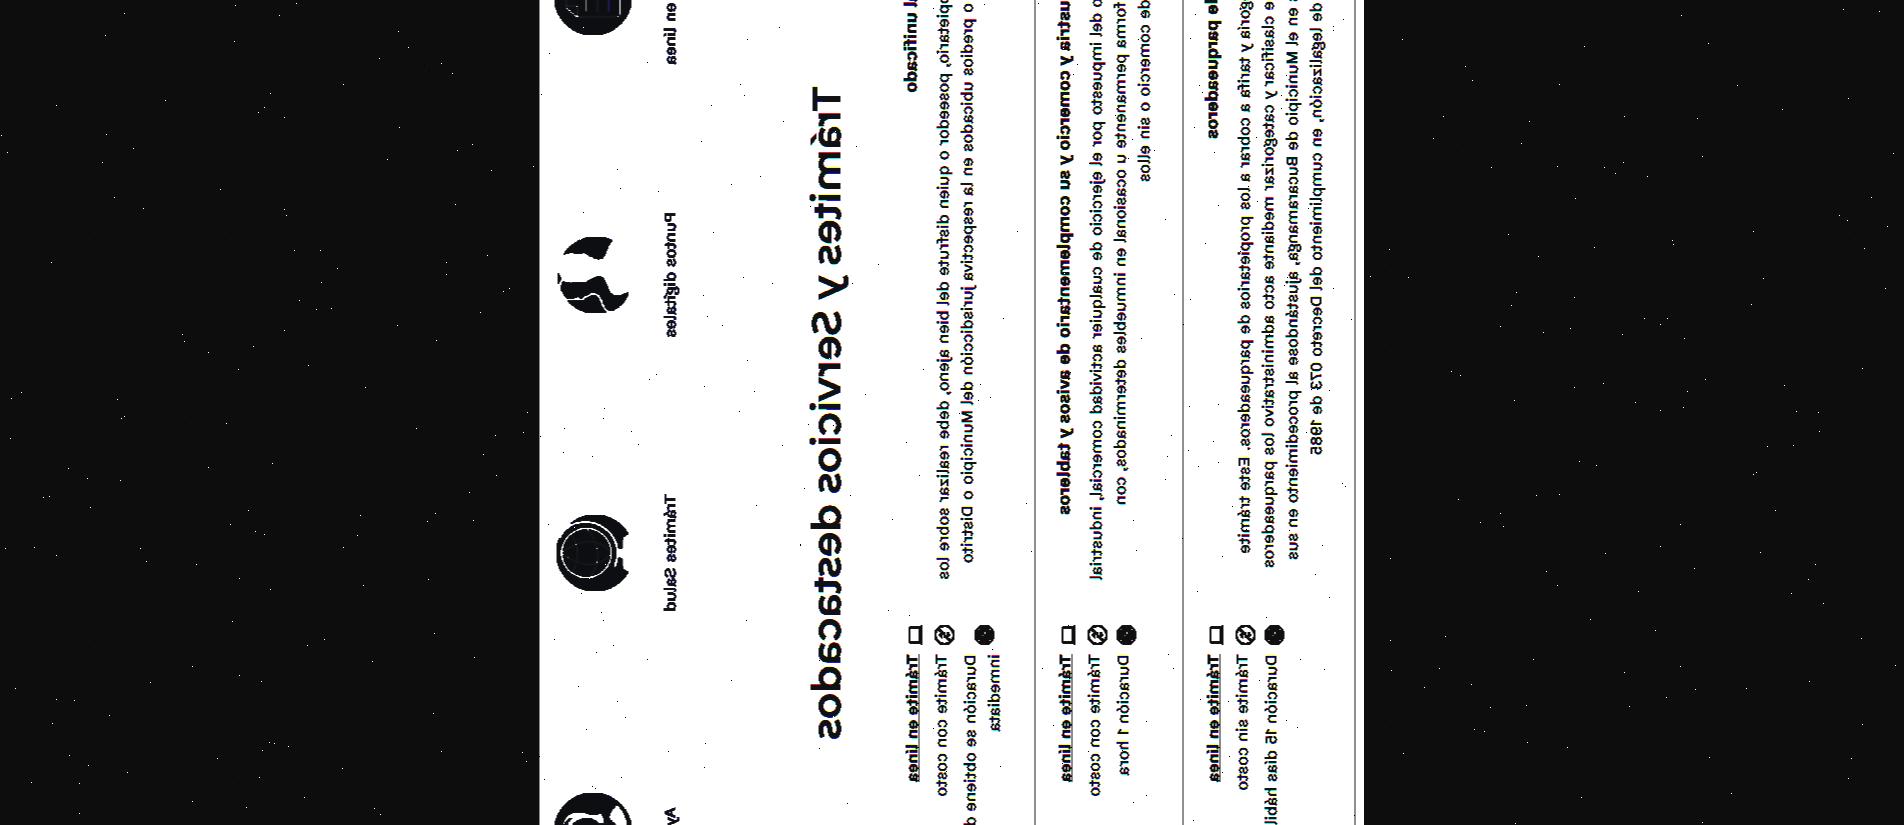 en línea
Puntos digitales
Trámites Salud
Av
Trámites y Servicios destacados
l unificado
opietario, poseedor o quien disfrute del bien ajeno, debe realizar sobre los
o predios ubicados en la respectiva jurisdicción del Municipio o Distrito
Trámite en línea
Trámite con costo
Duración se obtiene d
inmediata
ustria y comercio y su complementario de avisos y tableros
o del impuesto por el ejercicio de cualquier actividad comercial, industrial
forma permanente u ocasional en inmuebles determinados, con
de comercio o sin ellos
Trámite en línea
Trámite con costo
Duración 1 hora
de parqueaderos
egoría y tarifa a cobrar a los propietarios de parqueaderos. Este trámite
e clasificar y categorizar mediante acto administrativo los parqueaderos
s en el Municipio de Bucaramanga, ajustándose al procedimiento en sus
de legalización, en cumplimiento del Decreto 073 de 1985
Trámite en línea
Trámite sin costo
Duración 15 días hábil